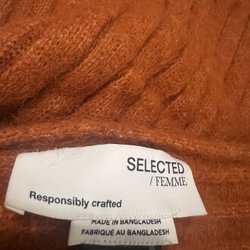 SELECTED
/ FEMME
Responsibly crafted
MADE IN BANGLADESH
FABRIQUÉ AU BANGLADESH